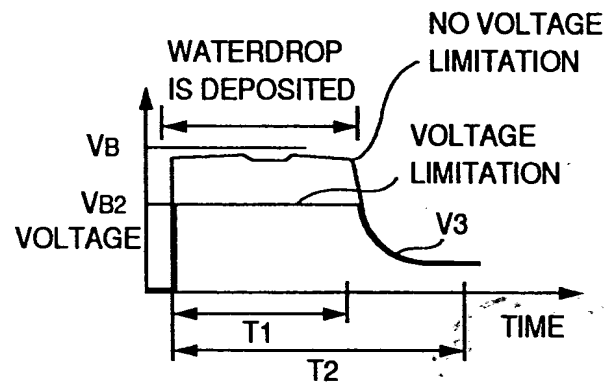 NO VOLTAGE
LIMITATION
WATERDROP
IS DEPOSITED
VOLTAGE
LIMITATION
VB
VB2
VOLTAGE
V3
T1
TIME
T2